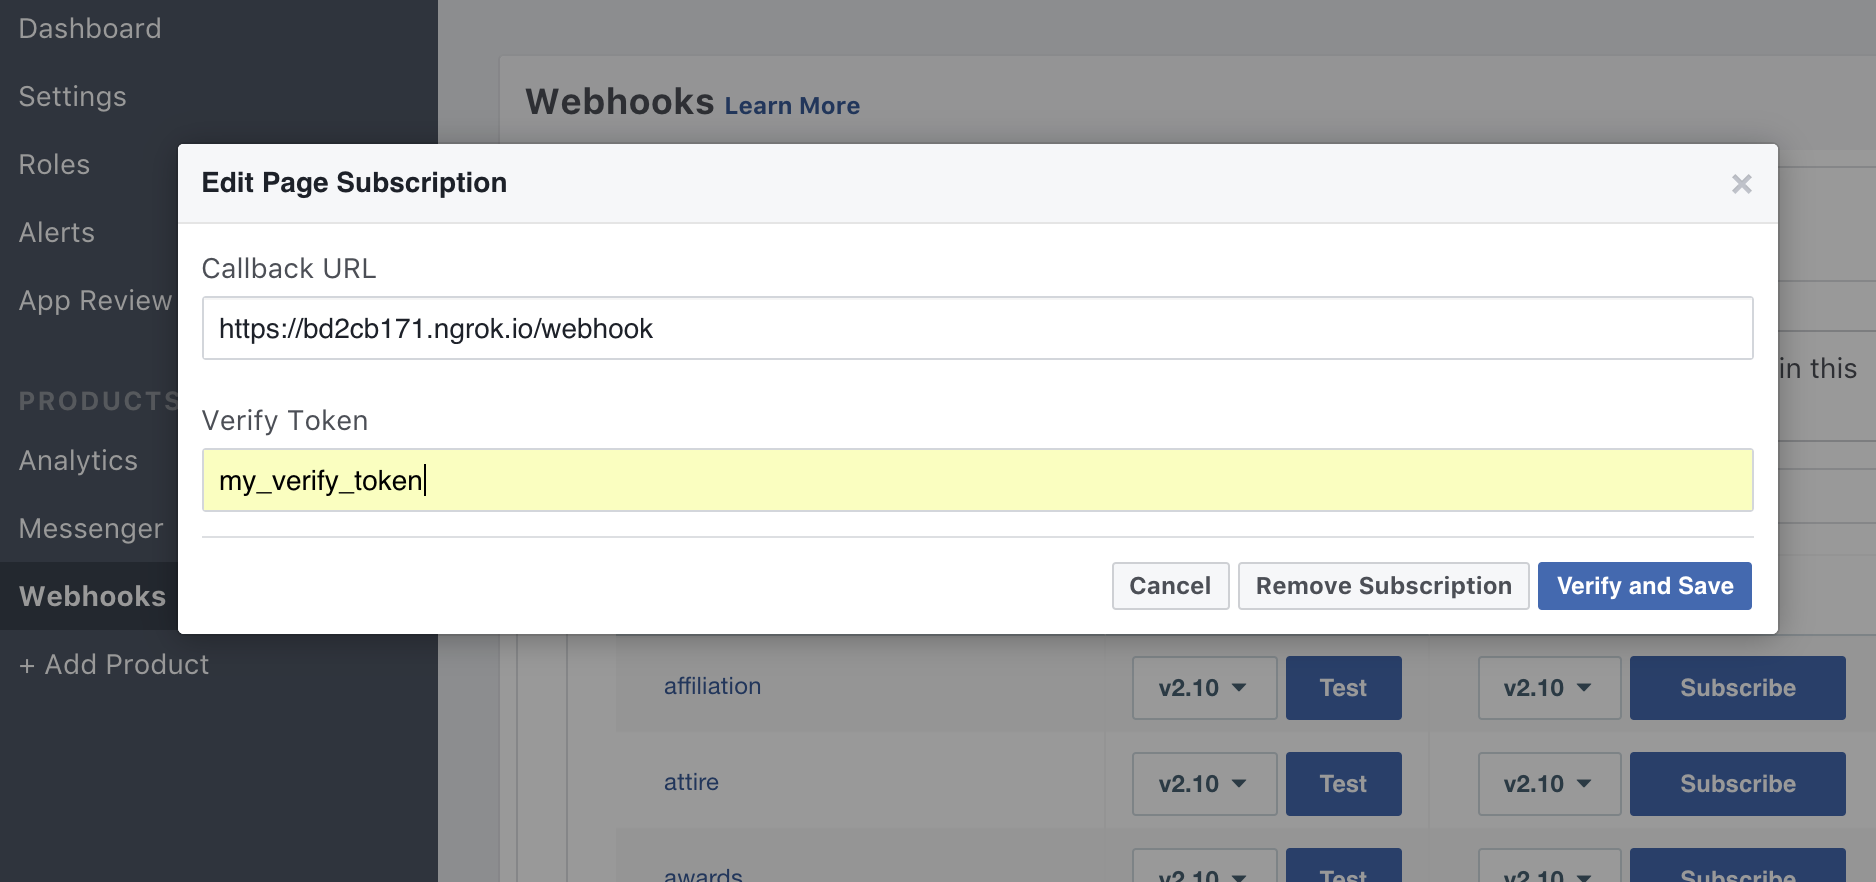 Dashboard
Settings
Roles
Alerts
App Review
PRODUCTS
Analytics
Messenger
Webhooks
+ Add Product
Webhooks Learn More
Edit Page Subscription ×
Callback URL
https://bd2cb171.ngrok.io/webhook
Verify Token
my_verify_token
Cancel Remove Subscription Verify and Save
in this
affiliation v2.10 Test v2.10 Subscribe
attire v2.10 Test v2.10 Subscribe
awards v2.10 Test v2.10 Subscribe